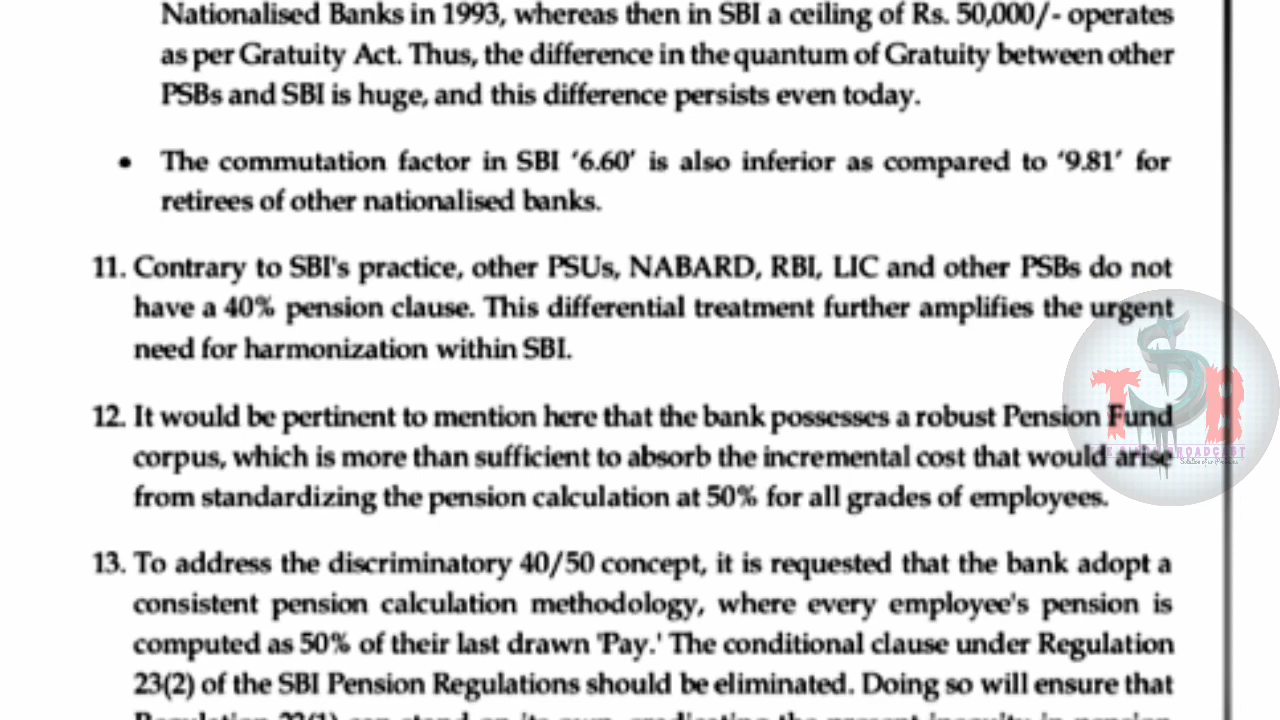 Nationalised Banks in 1993, whereas then in SBI a ceiling of Rs. 50,000/- operates
as per Gratuity Act. Thus, the difference in the quantum of Gratuity between other
PSBs and SBI is huge, and this difference persists even today.
• The commutation factor in SBI '6.60' is also inferior as compared to '9.81' for
retirees of other nationalised banks.
11. Contrary to SBI's practice, other PSUs, NABARD, RBI, LIC and other PSBs do not
have a 40% pension clause. This differential treatment further amplifies the urgent
need for harmonization within SBI.
12. It would be pertinent to mention here that the bank possesses a robust Pension Fund
corpus, which is more than sufficient to absorb the incremental cost that would arise
from standardizing the pension calculation at 50% for all grades of employees.
13. To address the discriminatory 40/50 concept, it is requested that the bank adopt a
consistent pension calculation methodology, where every employee's pension is
computed as 50% of their last drawn 'Pay.' The conditional clause under Regulation
23(2) of the SBI Pension Regulations should be eliminated. Doing so will ensure that
TSB
BROADCAST